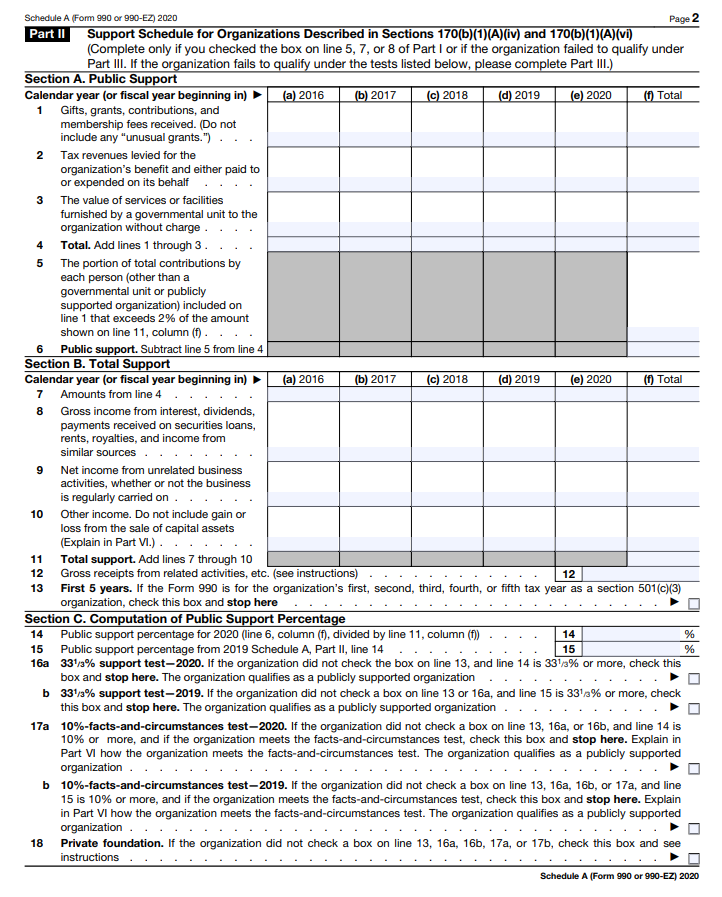 Schedule A (Form 990 or 990-EZ) 2020 Page 2
Part II Support Schedule for Organizations Described in Sections 170(b)(1)(A)(iv) and 170(b)(1)(A)(vi)
(Complete only if you checked the box on line 5, 7, or 8 of Part I or if the organization failed to qualify under
Part III. If the organization fails to qualify under the tests listed below, please complete Part III.)
Section A. Public Support
Calendar year (or fiscal year beginning in) ▶ (a) 2016 (b) 2017 (c) 2018 (d) 2019 (e) 2020 (f) Total
1 Gifts, grants, contributions, and
membership fees received. (Do not
include any “unusual grants.”) . . .
2 Tax revenues levied for the
organization’s benefit and either paid to
or expended on its behalf . . . .
3 The value of services or facilities
furnished by a governmental unit to the
organization without charge . . . .
4 Total. Add lines 1 through 3 . . . .
5 The portion of total contributions by
each person (other than a
governmental unit or publicly
supported organization) included on
line 1 that exceeds 2% of the amount
shown on line 11, column (f) . . . .
6 Public support. Subtract line 5 from line 4
Section B. Total Support
Calendar year (or fiscal year beginning in) ▶ (a) 2016 (b) 2017 (c) 2018 (d) 2019 (e) 2020 (f) Total
7 Amounts from line 4 . . . . . .
8 Gross income from interest, dividends,
payments received on securities loans,
rents, royalties, and income from
similar sources . . . . . . . .
9 Net income from unrelated business
activities, whether or not the business
is regularly carried on . . . . . .
10 Other income. Do not include gain or
loss from the sale of capital assets
(Explain in Part VI.) . . . . . . .
11 Total support. Add lines 7 through 10
12 Gross receipts from related activities, etc. (see instructions) . . . . . . . . . . . . 12
13 First 5 years. If the Form 990 is for the organization’s first, second, third, fourth, or fifth tax year as a section 501(c)(3)
organization, check this box and stop here . . . . . . . . . . . . . . . . . . . . . . . . ▶
Section C. Computation of Public Support Percentage
14 Public support percentage for 2020 (line 6, column (f), divided by line 11, column (f)) . . . . 14 %
15 Public support percentage from 2019 Schedule A, Part II, line 14 . . . . . . . . . . 15 %
16a 33 1/3% support test—2020. If the organization did not check the box on line 13, and line 14 is 33 1/3% or more, check this
box and stop here. The organization qualifies as a publicly supported organization . . . . . . . . . . . ▶
b 33 1/3% support test—2019. If the organization did not check a box on line 13 or 16a, and line 15 is 33 1/3% or more, check
this box and stop here. The organization qualifies as a publicly supported organization . . . . . . . . . . ▶
17a 10%-facts-and-circumstances test—2020. If the organization did not check a box on line 13, 16a, or 16b, and line 14 is
10% or more, and if the organization meets the facts-and-circumstances test, check this box and stop here. Explain in
Part VI how the organization meets the facts-and-circumstances test. The organization qualifies as a publicly supported
organization . . . . . . . . . . . . . . . . . . . . . . . . . . . . . . . . . ▶
b 10%-facts-and-circumstances test—2019. If the organization did not check a box on line 13, 16a, 16b, or 17a, and line
15 is 10% or more, and if the organization meets the facts-and-circumstances test, check this box and stop here. Explain
in Part VI how the organization meets the facts-and-circumstances test. The organization qualifies as a publicly supported
organization . . . . . . . . . . . . . . . . . . . . . . . . . . . . . . . . . ▶
18 Private foundation. If the organization did not check a box on line 13, 16a, 16b, 17a, or 17b, check this box and see
instructions . . . . . . . . . . . . . . . . . . . . . . . . . . . . . . . . . ▶
Schedule A (Form 990 or 990-EZ) 2020